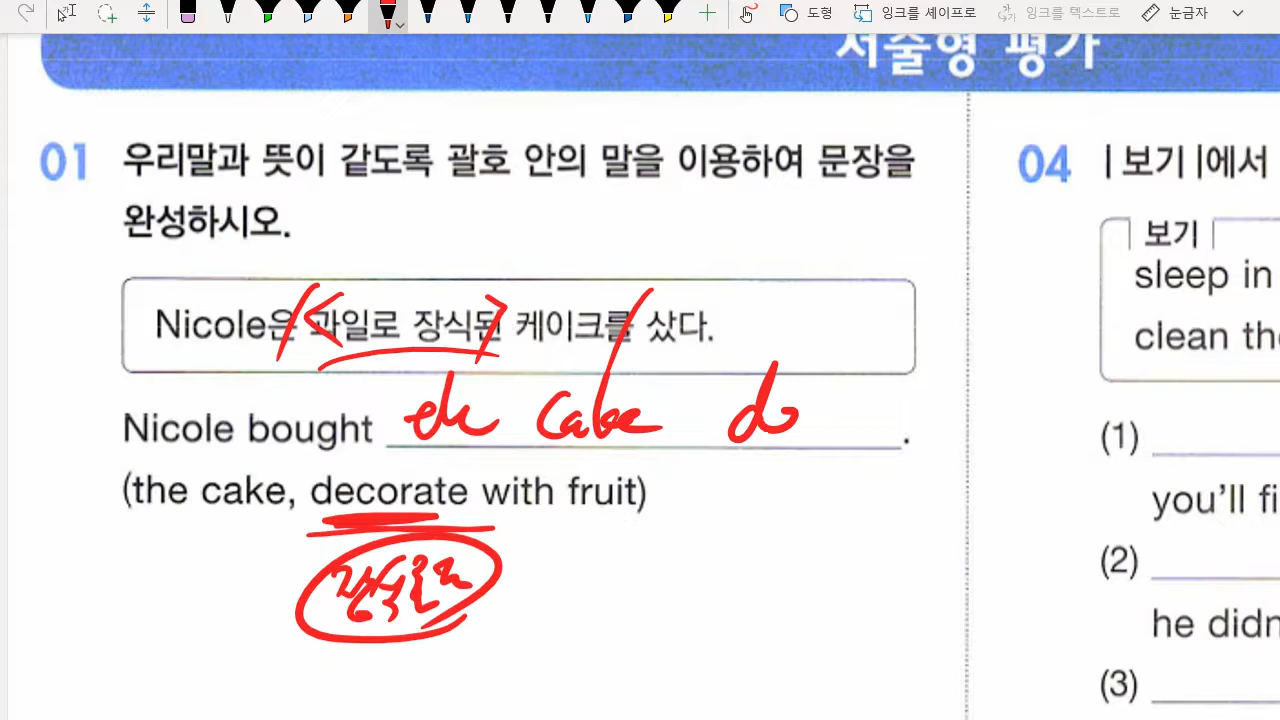 도형 잉크를 셰이프로 잉크를 텍스트로 눈금자
서술형 평가
01 우리말과 뜻이 같도록 괄호 안의 말을 이용하여 문장을
완성하시오.
Nicole은 과일로 장식된 케이크를 샀다.
Nicole bought cake .
(the cake, decorate with fruit)
04 | 보기 |에서
보기
sleep in
clean the
(1)
you'll fi
(2)
he didn
(3)